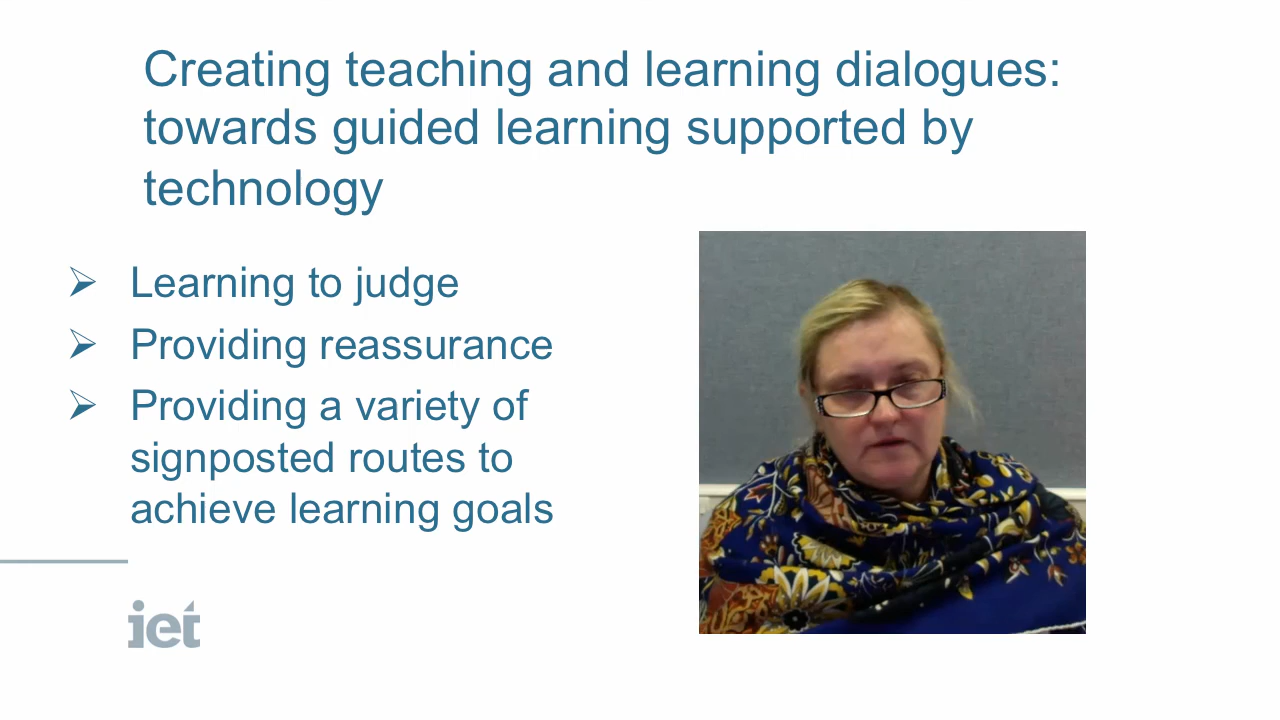 Creating teaching and learning dialogues:
towards guided learning supported by
technology
Learning to judge
Providing reassurance
Providing a variety of
signposted routes to
achieve learning goals
iet